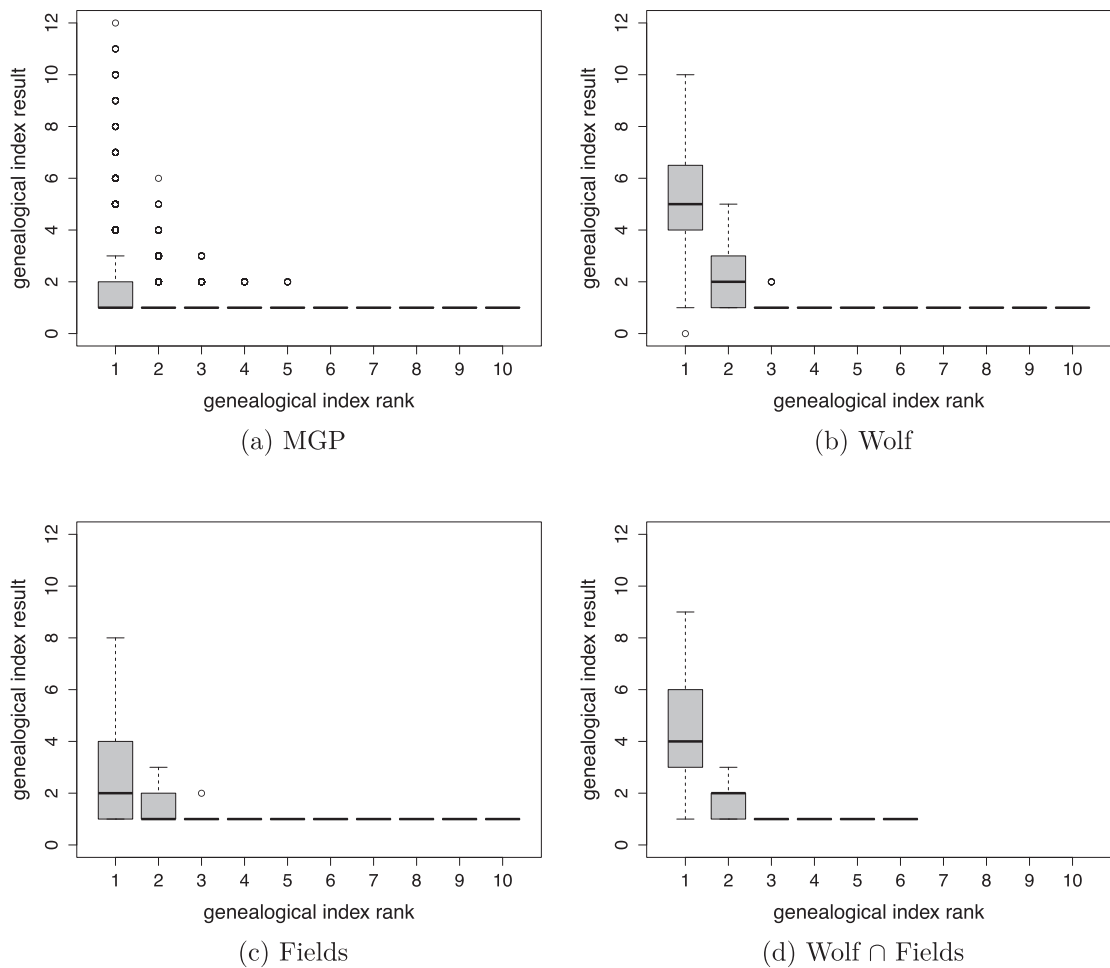 12
10
8
6
4
2
0
genealogical index result
1 2 3 4 5 6 7 8 9 10
genealogical index rank
(a) MGP
12
10
8
6
4
2
0
genealogical index result
1 2 3 4 5 6 7 8 9 10
genealogical index rank
(b) Wolf
12
10
8
6
4
2
0
genealogical index result
1 2 3 4 5 6 7 8 9 10
genealogical index rank
(c) Fields
12
10
8
6
4
2
0
genealogical index result
1 2 3 4 5 6 7 8 9 10
genealogical index rank
(d) Wolf ∩ Fields